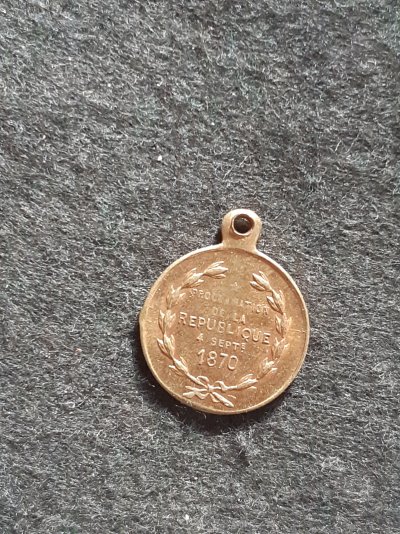 PROCLAMATION
DE LA
REPUBLIQUE
4 SEPTE
1870